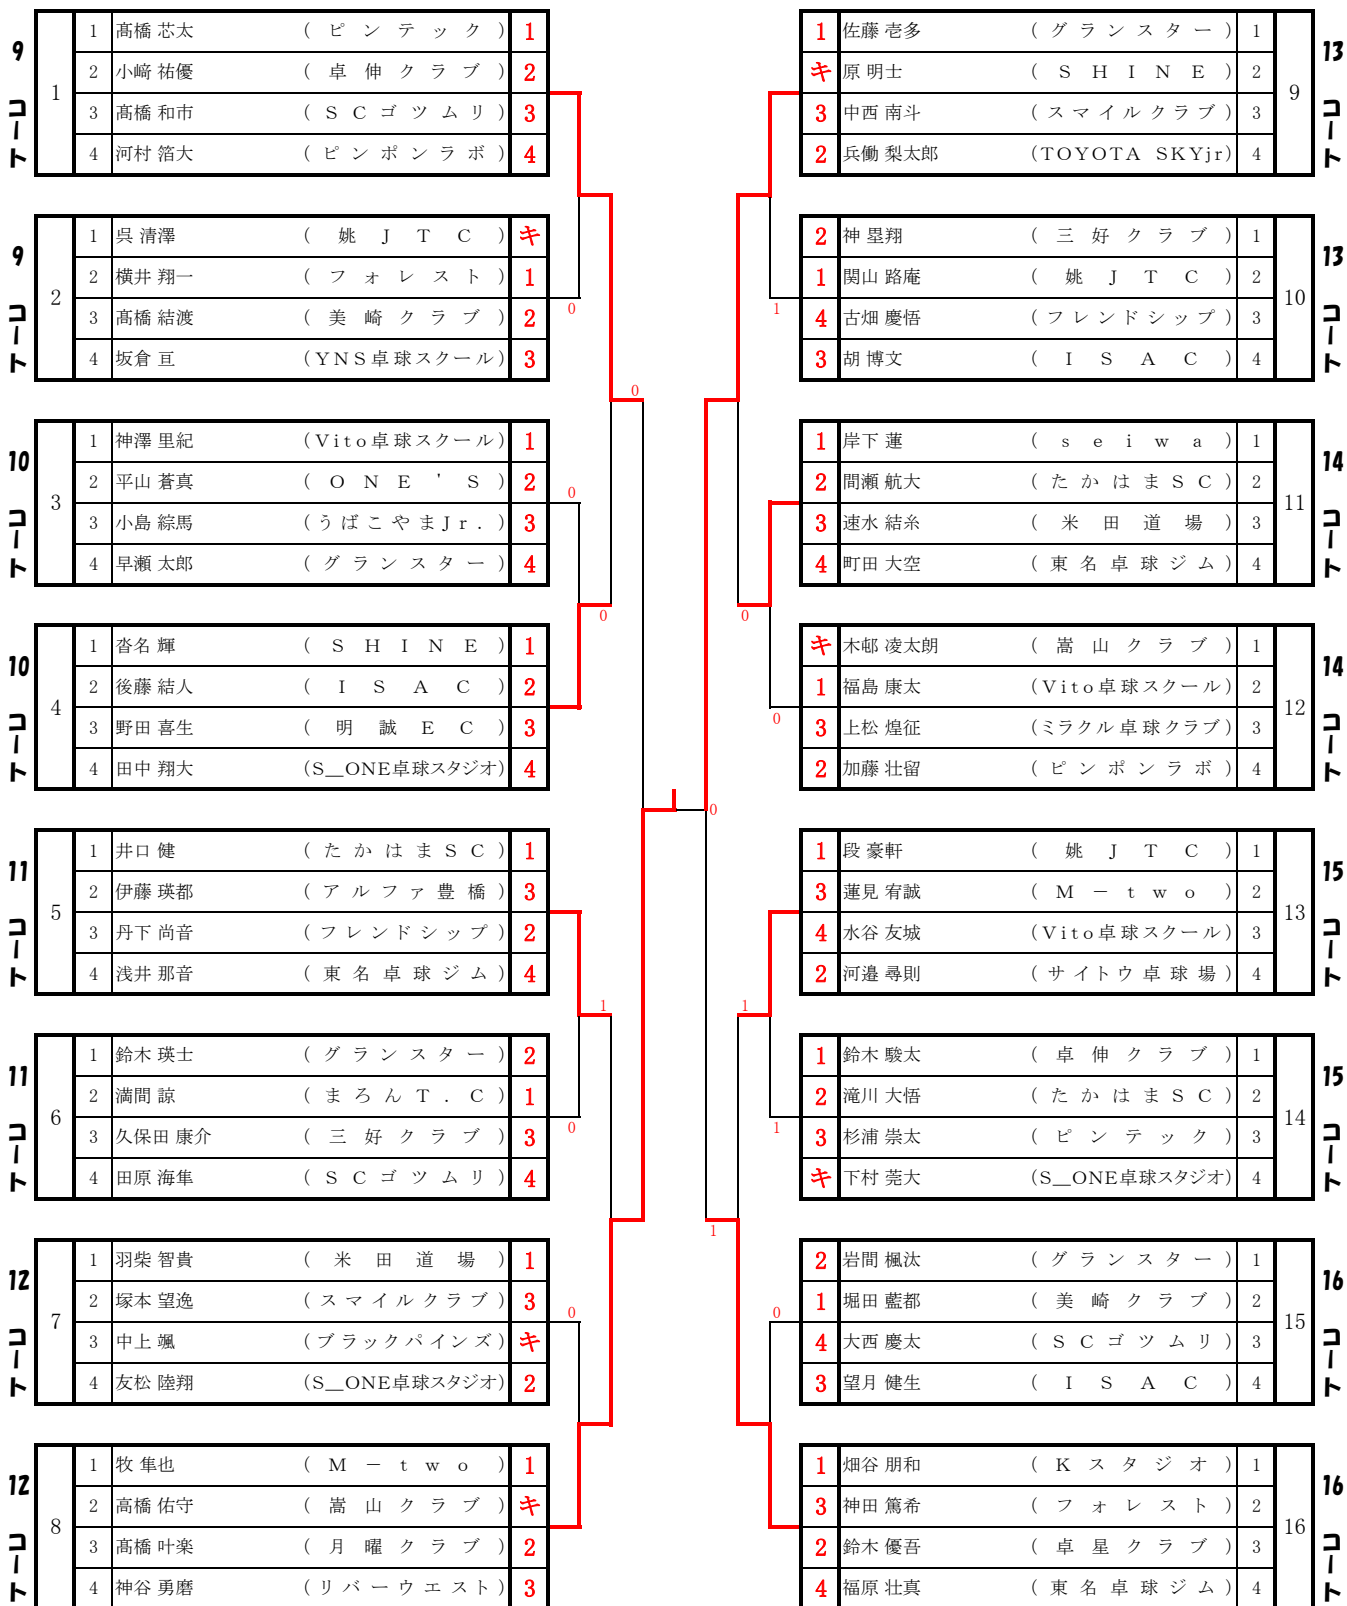 9 コート
1
1 髙橋 芯太 (ピンテック) 1
2 小﨑 祐優 (卓伸クラブ) 2
3 髙橋 和市 (SCゴツムリ) 3
4 河村 箔大 (ピンポンラボ) 4
9 コート
2
1 呉 清澤 (姚JTC) キ
2 横井 翔一 (フォレスト) 1
3 髙橋 結渡 (美崎クラブ) 2
4 坂倉 亘 (YNS卓球スクール) 3
0
0
10 コート
3
1 神澤 里紀 (Vito卓球スクール) 1
2 平山 蒼真 (ONE'S) 2
3 小島 綜馬 (うばこやまJr.) 3
4 早瀬 太郎 (グランスター) 4
0
0
10 コート
4
1 沓名 輝 (SHINE) 1
2 後藤 結人 (ISAC) 2
3 野田 喜生 (明誠EC) 3
4 田中 翔大 (S_ONE卓球スタジオ) 4
11 コート
5
1 井口 健 (たかはまSC) 1
2 伊藤 瑛都 (アルファ豊橋) 3
3 丹下 尚音 (フレンドシップ) 2
4 浅井 那音 (東名卓球ジム) 4
1
11 コート
6
1 鈴木 瑛士 (グランスター) 2
2 満間 諒 (まろんT.C) 1
3 久保田 康介 (三好クラブ) 3
4 田原 海隼 (SCゴツムリ) 4
0
12 コート
7
1 羽柴 智貴 (米田道場) 1
2 塚本 望逸 (スマイルクラブ) 3
3 中上 颯 (ブラックパインズ) キ
4 友松 陸翔 (S_ONE卓球スタジオ) 2
0
12 コート
8
1 牧 隼也 (M-two) 1
2 高橋 佑守 (嵩山クラブ) キ
3 髙橋 叶楽 (月曜クラブ) 2
4 神谷 勇磨 (リバーウエスト) 3
1 佐藤 壱多 (グランスター) 1
キ 原 明士 (SHINE) 2
3 中西 南斗 (スマイルクラブ) 3
2 兵働 梨太郎 (TOYOTA SKYjr) 4
9
13 コート
2 神 塁翔 (三好クラブ) 1
1 関山 路庵 (姚JTC) 2
4 古畑 慶悟 (フレンドシップ) 3
3 胡 博文 (ISAC) 4
10
13 コート
1
1 岸下 蓮 (seiwa) 1
2 間瀬 航大 (たかはまSC) 2
3 速水 結糸 (米田道場) 3
4 町田 大空 (東名卓球ジム) 4
11
14 コート
0
キ 木邨 凌太朗 (嵩山クラブ) 1
1 福島 康太 (Vito卓球スクール) 2
3 上松 煌征 (ミラクル卓球クラブ) 3
2 加藤 壮留 (ピンポンラボ) 4
12
14 コート
0
0
1 段 豪軒 (姚JTC) 1
3 蓮見 宥誠 (M-two) 2
4 水谷 友城 (Vito卓球スクール) 3
2 河邉 尋則 (サイトウ卓球場) 4
13
15 コート
1
1 鈴木 駿太 (卓伸クラブ) 1
2 滝川 大悟 (たかはまSC) 2
3 杉浦 崇太 (ピンテック) 3
キ 下村 莞大 (S_ONE卓球スタジオ) 4
14
15 コート
1
1
2 岩間 楓汰 (グランスター) 1
1 堀田 藍都 (美崎クラブ) 2
4 大西 慶太 (SCゴツムリ) 3
3 望月 健生 (ISAC) 4
15
16 コート
0
1 畑谷 朋和 (Kスタジオ) 1
3 神田 篤希 (フォレスト) 2
2 鈴木 優吾 (卓星クラブ) 3
4 福原 壮真 (東名卓球ジム) 4
16
16 コート